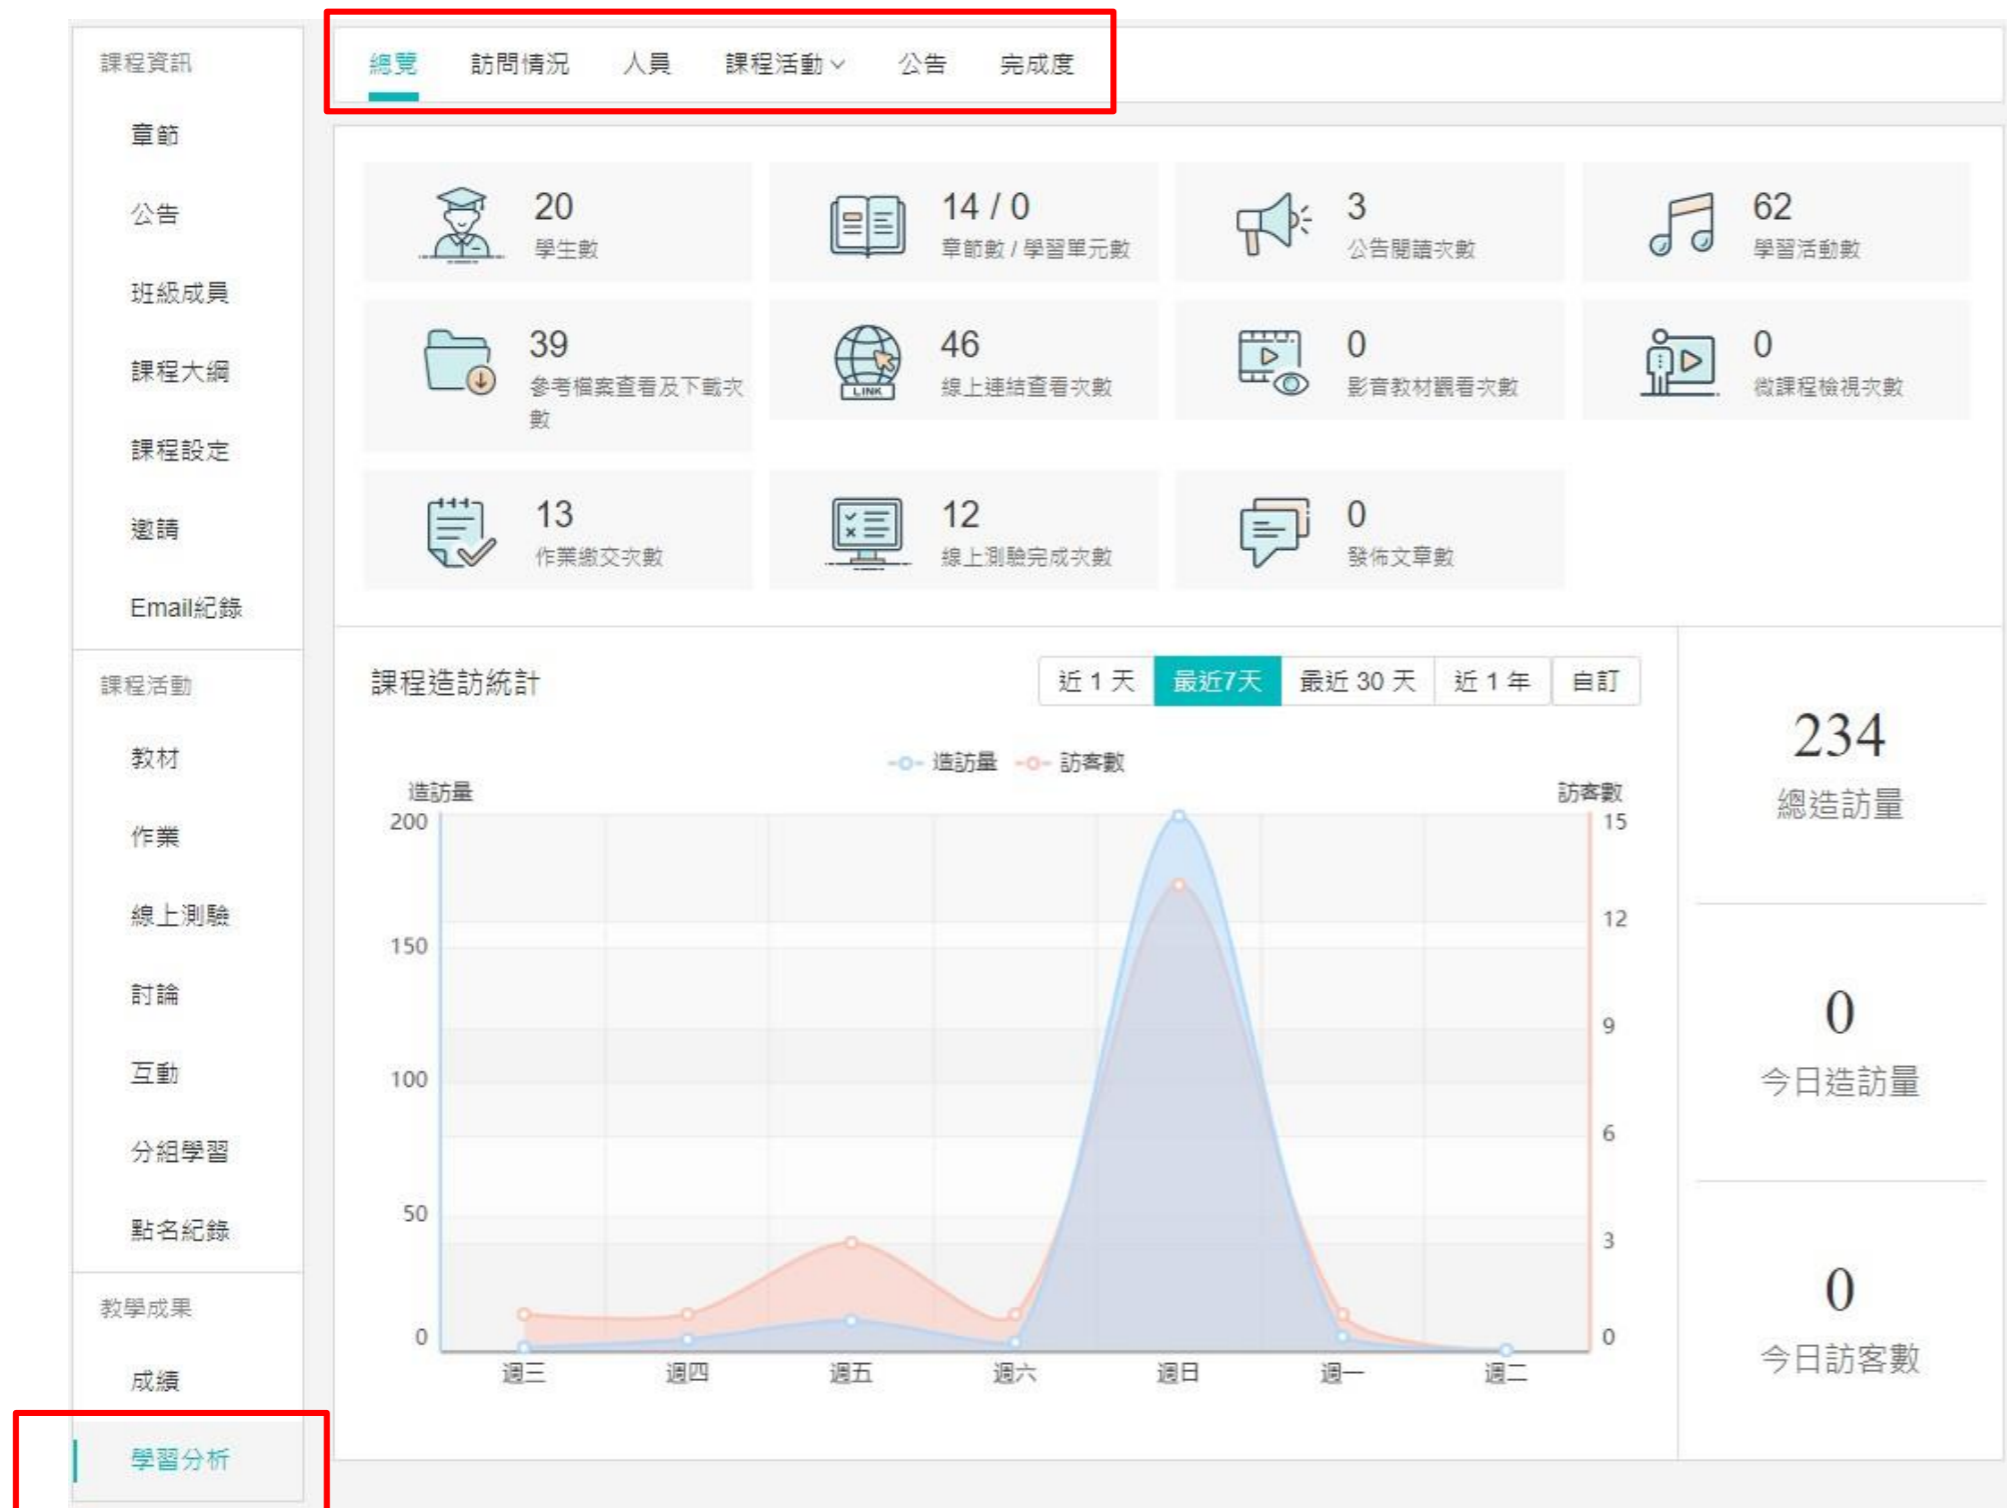 課程資訊
章節
公告
班級成員
課程大綱
課程設定
邀請
Email紀錄
課程活動
教材
作業
線上測驗
討論
互動
分組學習
點名紀錄
教學成果
成績
學習分析
總覽 訪問情況 人員 課程活動 公告 完成度
20
學生數
14 / 0
章節數 / 學習單元數
3
公告閱讀次數
62
學習活動數
39
參考檔案查看及下載次
數
46
線上連結查看次數
LINK
0
影音教材觀看次數
0
微課程檢視次數
13
作業繳交次數
12
線上測驗完成次數
0
發佈文章數
課程造訪統計
近 1 天 最近7天 最近 30 天 近 1 年 自訂
造訪量 訪客數
造訪量
訪客數
200
150
100
50
0
15
12
9
6
3
0
週三 週四 週五 週六 週日 週一 週二
234
總造訪量
0
今日造訪量
0
今日訪客數